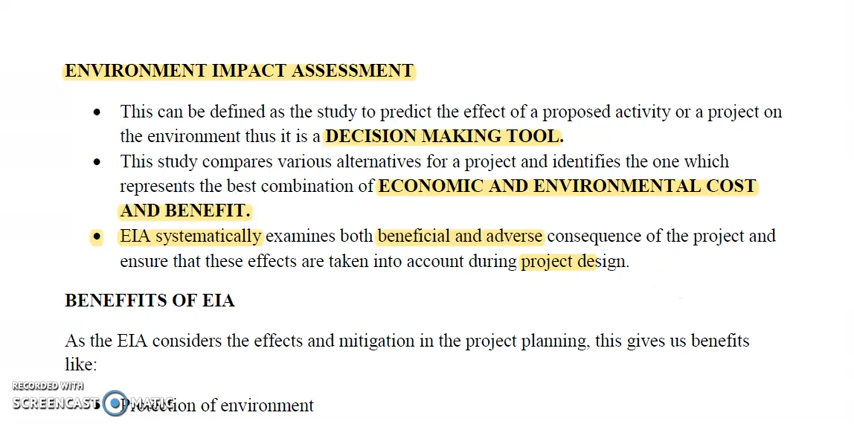 ENVIRONMENT IMPACT ASSESSMENT
• This can be defined as the study to predict the effect of a proposed activity or a project on
the environment thus it is a DECISION MAKING TOOL.
• This study compares various alternatives for a project and identifies the one which
represents the best combination of ECONOMIC AND ENVIRONMENTAL COST
AND BENEFIT.
• EIA systematically examines both beneficial and adverse consequence of the project and
ensure that these effects are taken into account during project design.
BENEFFITS OF EIA
As the EIA considers the effects and mitigation in the project planning, this gives us benefits
like:
• Protection of environment
RECORDED WITH
SCREENCAST MATIC